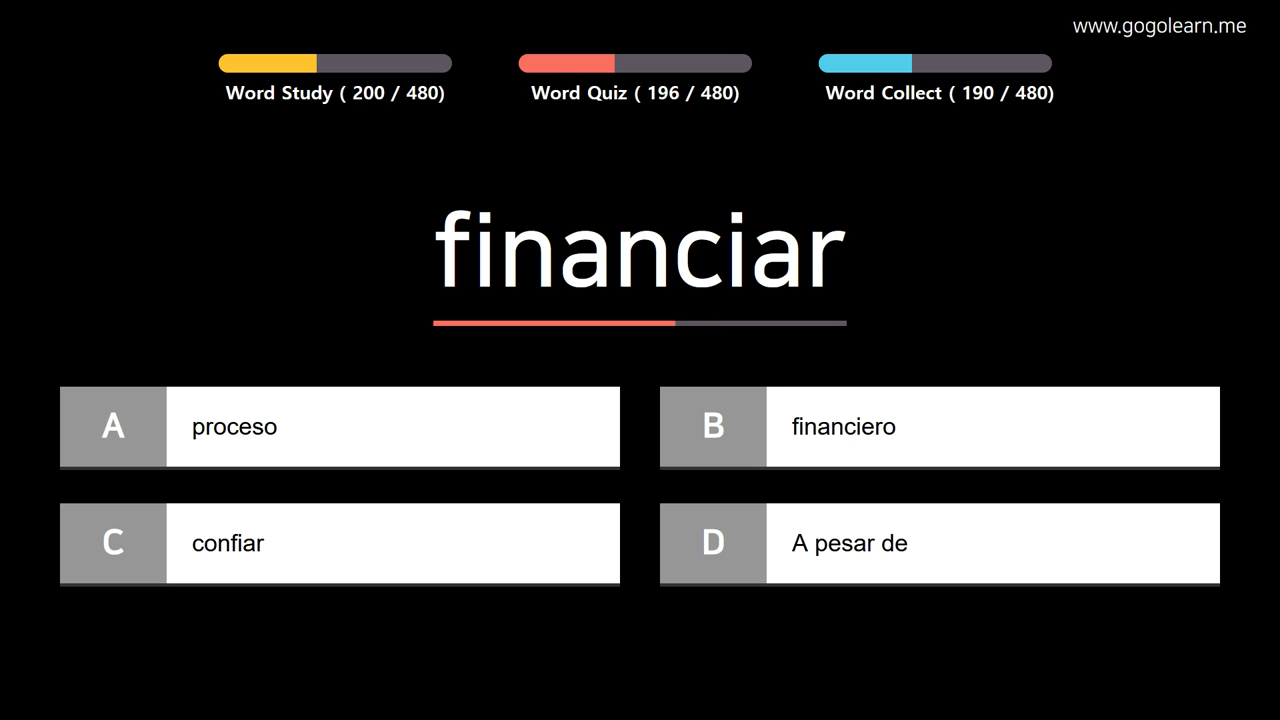 www.gogolearn.me
Word Study ( 200 / 480)
Word Quiz ( 196 / 480)
Word Collect ( 190 / 480)
financiar
A
proceso
B
financiero
C
confiar
D
A pesar de